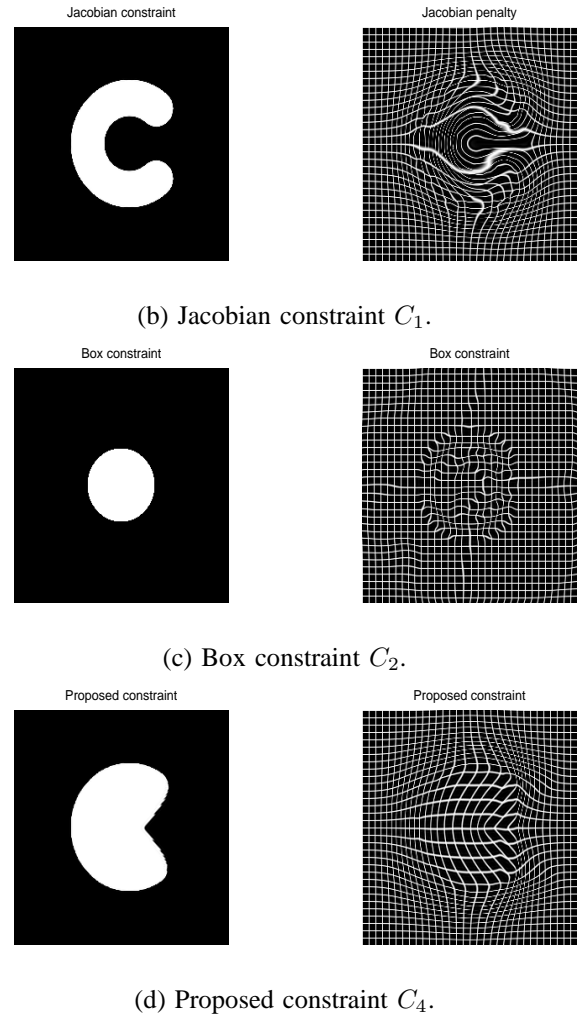 Jacobian constraint
Jacobian penalty
(b) Jacobian constraint C₁.
Box constraint
Box constraint
(c) Box constraint C₂.
Proposed constraint
Proposed constraint
(d) Proposed constraint C₄.